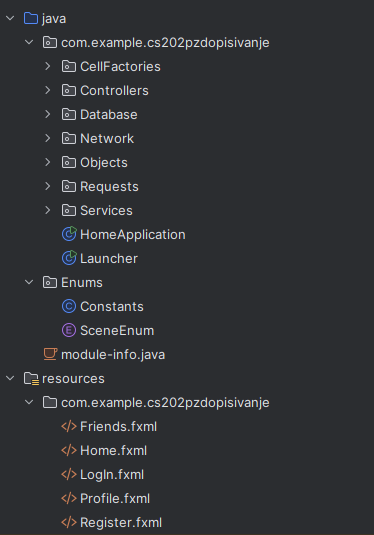 java
com.example.cs202pzdopisivanje
CellFactories
Controllers
Database
Network
Objects
Requests
Services
HomeApplication
Launcher
Enums
Constants
SceneEnum
module-info.java
resources
com.example.cs202pzdopisivanje
Friends.fxml
Home.fxml
LogIn.fxml
Profile.fxml
Register.fxml